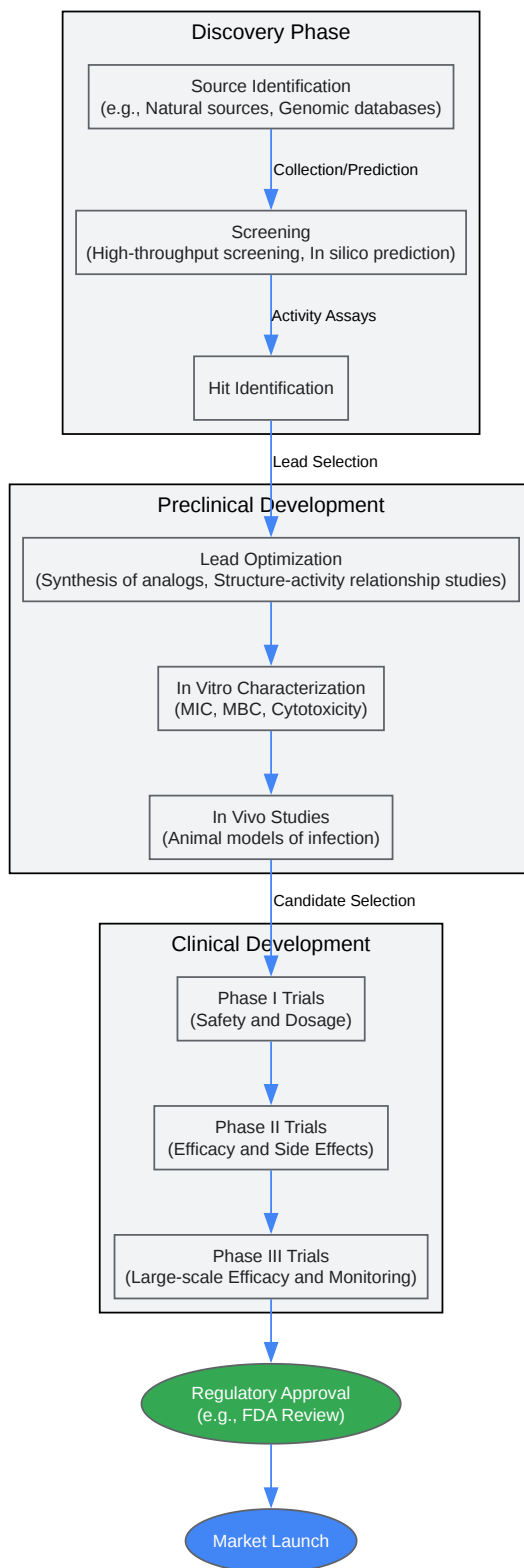 Discovery Phase
Source Identification
(e.g., Natural sources, Genomic databases)
Collection/Prediction
Screening
(High-throughput screening, In silico prediction)
Activity Assays
Hit Identification
Lead Selection
Preclinical Development
Lead Optimization
(Synthesis of analogs, Structure-activity relationship studies)
In Vitro Characterization
(MIC, MBC, Cytotoxicity)
In Vivo Studies
(Animal models of infection)
Candidate Selection
Clinical Development
Phase I Trials
(Safety and Dosage)
Phase II Trials
(Efficacy and Side Effects)
Phase III Trials
(Large-scale Efficacy and Monitoring)
Regulatory Approval
(e.g., FDA Review)
Market Launch